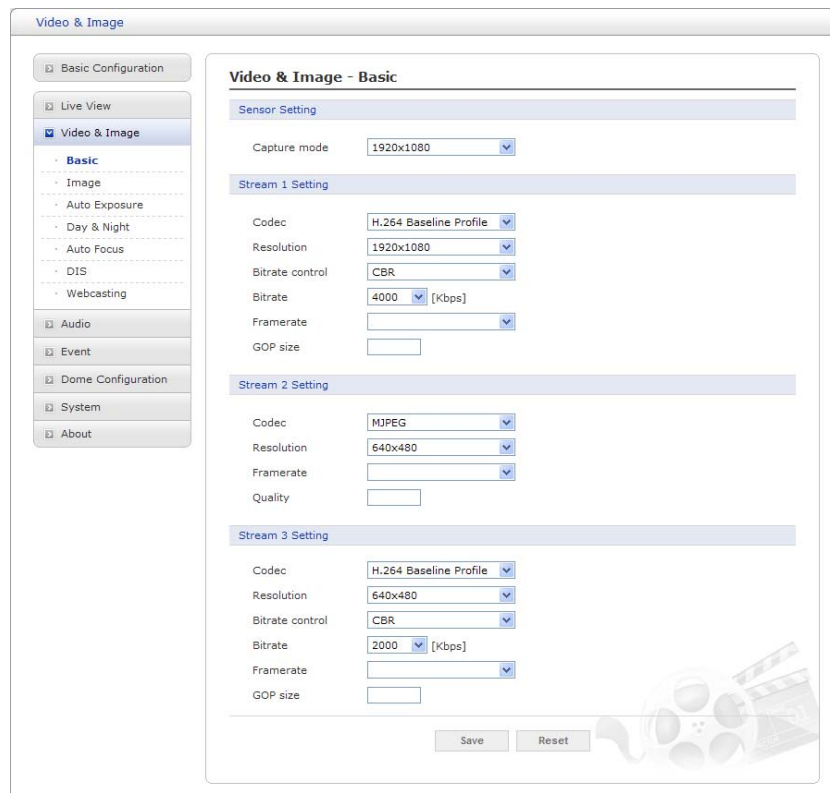 Video & Image
Basic Configuration
Live View
Video & Image
Basic
Image
Auto Exposure
Day & Night
Auto Focus
DIS
Webcasting
Audio
Event
Dome Configuration
System
About
Video & Image - Basic
Sensor Setting
Capture mode 1920x1080
Stream 1 Setting
Codec H.264 Baseline Profile
Resolution 1920x1080
Bitrate control CBR
Bitrate 4000 [Kbps]
Framerate
GOP size
Stream 2 Setting
Codec MJPEG
Resolution 640x480
Framerate
Quality
Stream 3 Setting
Codec H.264 Baseline Profile
Resolution 640x480
Bitrate control CBR
Bitrate 2000 [Kbps]
Framerate
GOP size
Save Reset